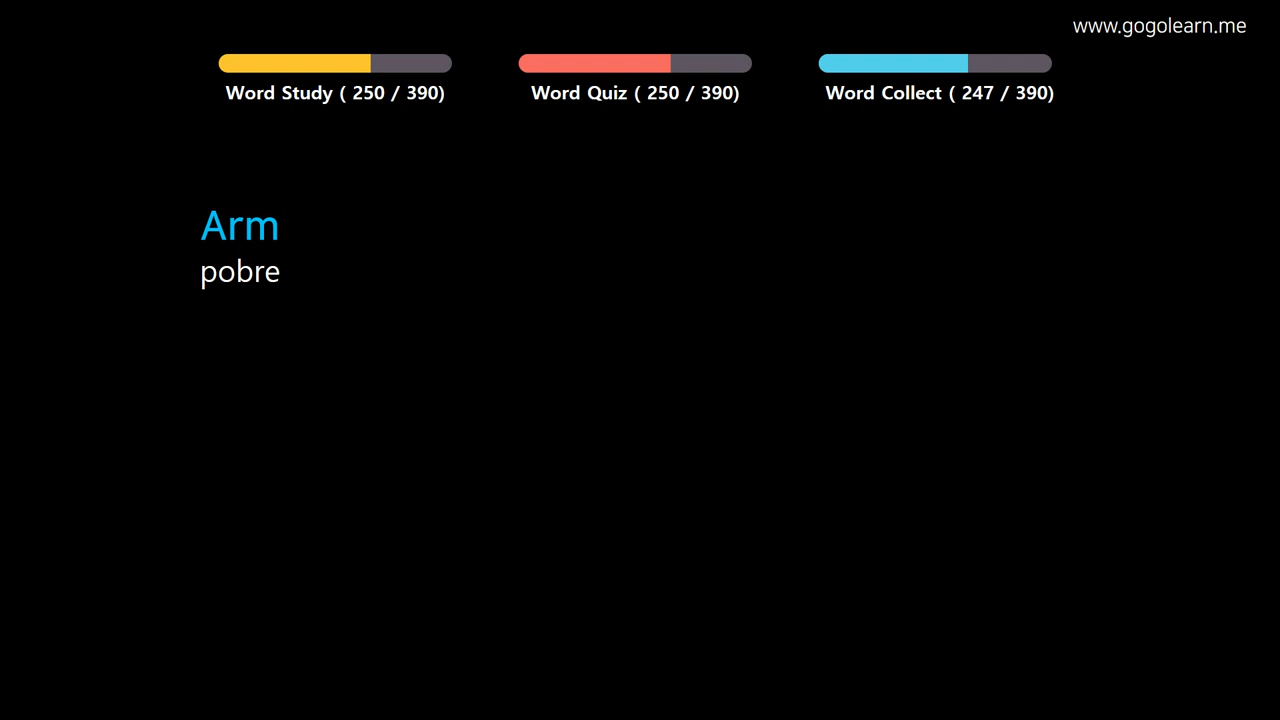 www.gogolearn.me
Word Study ( 250 / 390)
Word Quiz ( 250 / 390)
Word Collect ( 247 / 390)
Arm
pobre